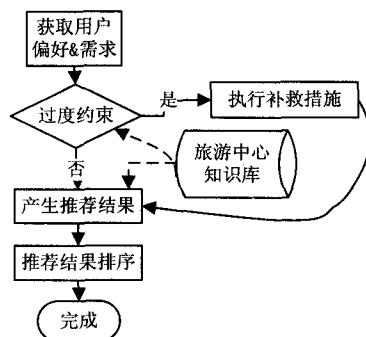 获取用户
偏好&需求
过度约束
是
执行补救措施
否
旅游中心
知识库
产生推荐结果
推荐结果排序
完成